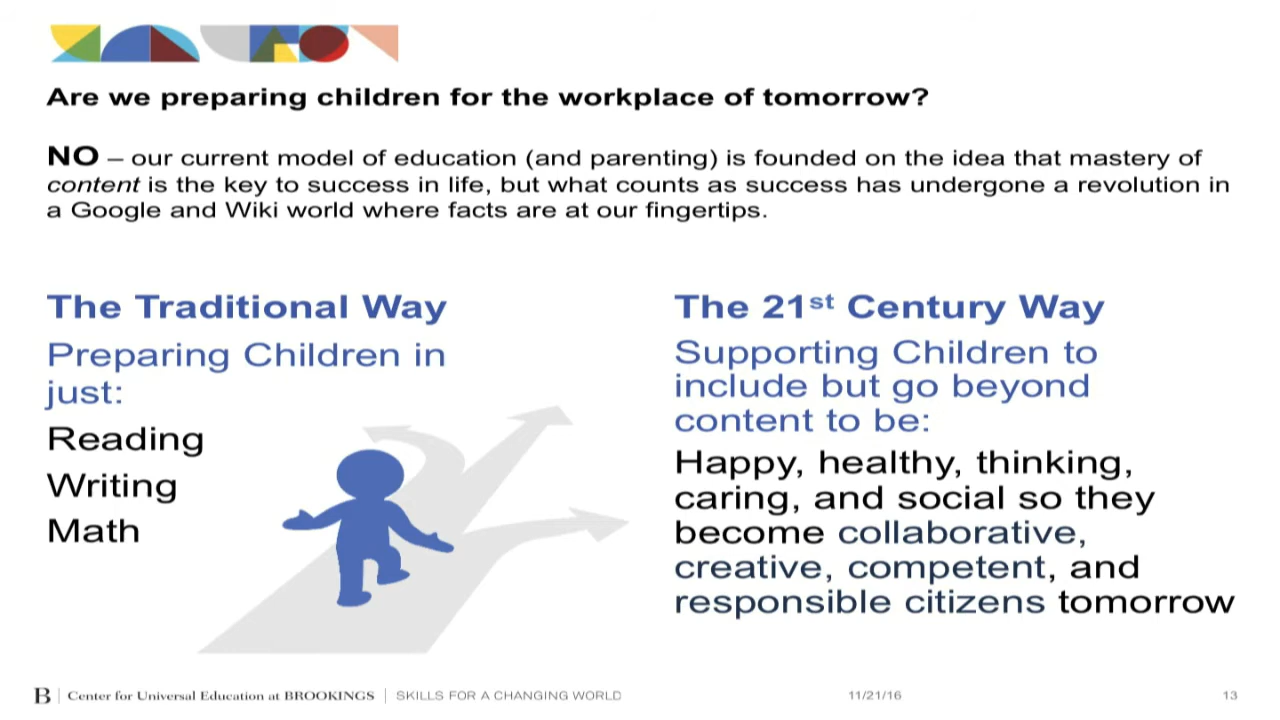 Are we preparing children for the workplace of tomorrow?
NO – our current model of education (and parenting) is founded on the idea that mastery of
content is the key to success in life, but what counts as success has undergone a revolution in
a Google and Wiki world where facts are at our fingertips.
The Traditional Way
Preparing Children in
just:
Reading
Writing
Math
The 21st Century Way
Supporting Children to
include but go beyond
content to be:
Happy, healthy, thinking,
caring, and social so they
become collaborative,
creative, competent, and
responsible citizens tomorrow
B | Center for Universal Education at BROOKINGS | SKILLS FOR A CHANGING WORLD
11/21/16
13